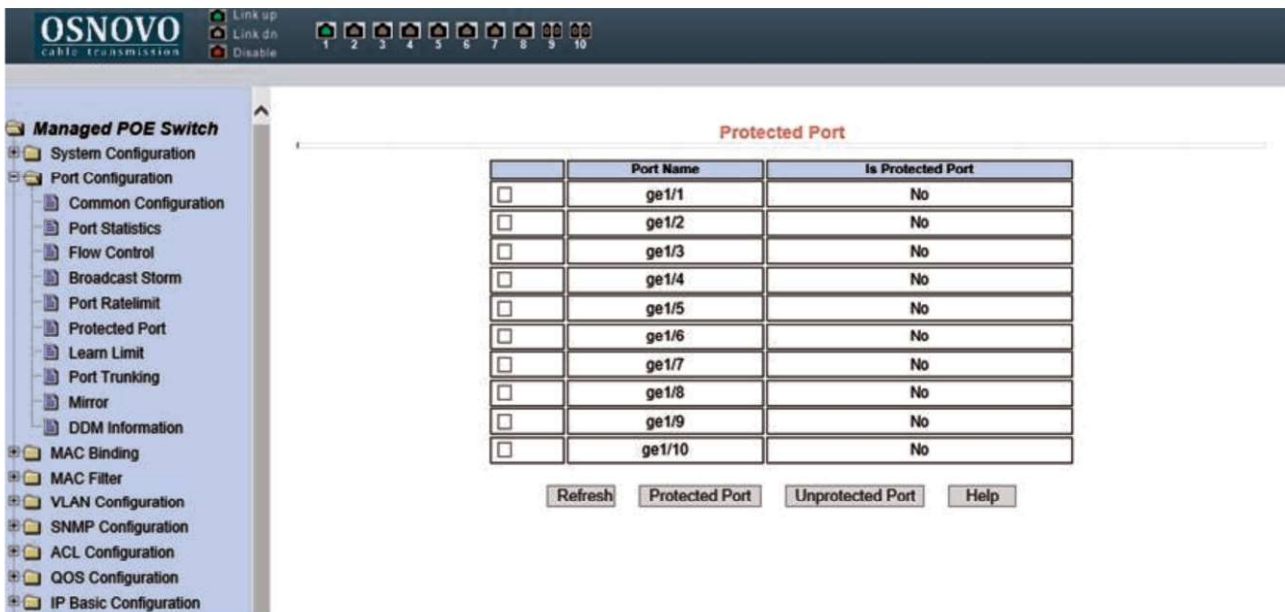 OSNOVO
cable transmission
Link up
Link dn
Disable
1 2 3 4 5 6 7 8 9 10
Managed POE Switch
System Configuration
Port Configuration
Common Configuration
Port Statistics
Flow Control
Broadcast Storm
Port Ratelimit
Protected Port
Learn Limit
Port Trunking
Mirror
DDM Information
MAC Binding
MAC Filter
VLAN Configuration
SNMP Configuration
ACL Configuration
QOS Configuration
IP Basic Configuration
Protected Port
Port Name Is Protected Port
ge1/1 No
ge1/2 No
ge1/3 No
ge1/4 No
ge1/5 No
ge1/6 No
ge1/7 No
ge1/8 No
ge1/9 No
ge1/10 No
Refresh Protected Port Unprotected Port Help